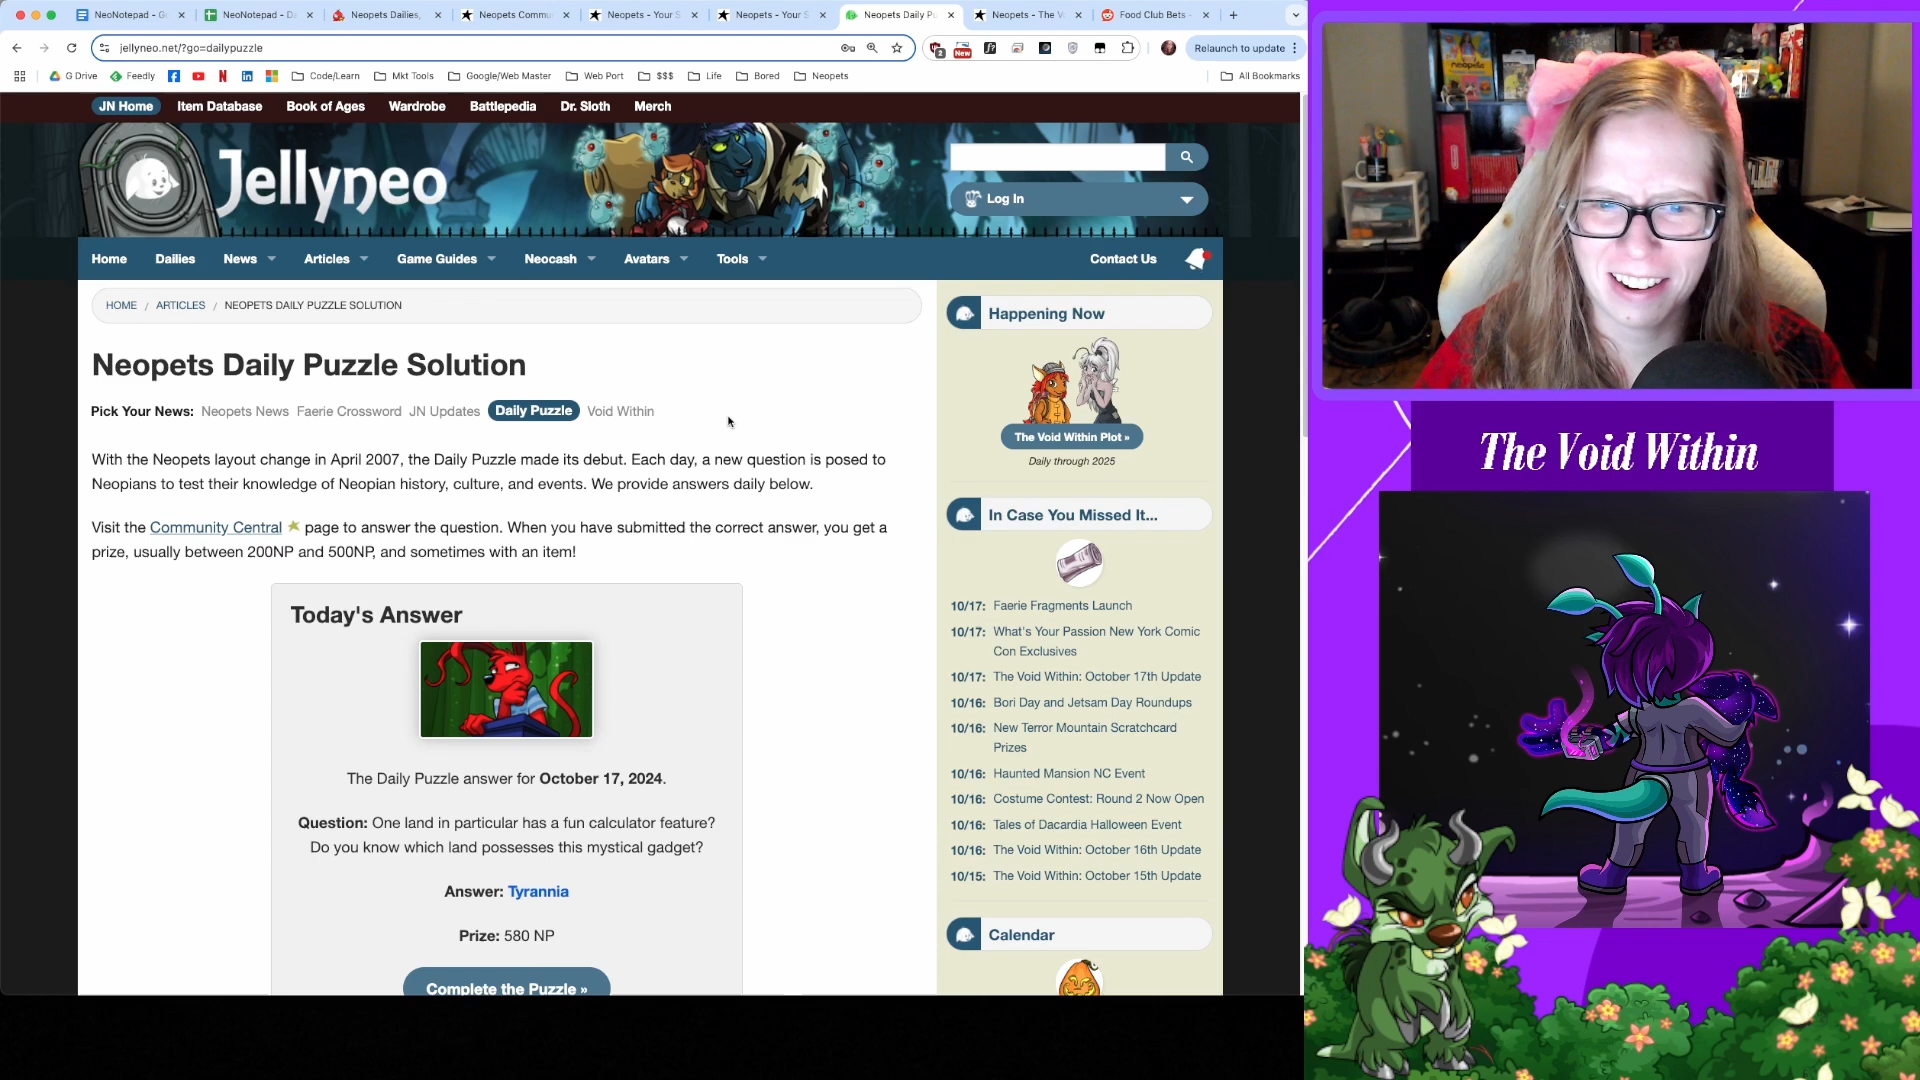 NeoNotepad - G
NeoNotepad - Da
Neopets Dailies,
Neopets Commu
Neopets - Your S
Neopets - Your S
Neopets Daily Pu
Neopets - The V
Food Club Bets -
jellyneo.net/?go=dailypuzzle
2
New
Relaunch to update
G Drive
Feedly
Code/Learn
Mkt Tools
Google/Web Master
Web Port
$$$
Life
Bored
Neopets
All Bookmarks
JN Home
Item Database
Book of Ages
Wardrobe
Battlepedia
Dr. Sloth
Merch
Jellyneo
Log In
Home
Dailies
News
Articles
Game Guides
Neocash
Avatars
Tools
Contact Us
HOME / ARTICLES / NEOPETS DAILY PUZZLE SOLUTION
Neopets Daily Puzzle Solution
Pick Your News: Neopets News Faerie Crossword JN Updates Daily Puzzle Void Within
With the Neopets layout change in April 2007, the Daily Puzzle made its debut. Each day, a new question is posed to
Neopians to test their knowledge of Neopian history, culture, and events. We provide answers daily below.
Visit the Community Central page to answer the question. When you have submitted the correct answer, you get a
prize, usually between 200NP and 500NP, and sometimes with an item!
Today's Answer
The Daily Puzzle answer for October 17, 2024.
Question: One land in particular has a fun calculator feature?
Do you know which land possesses this mystical gadget?
Answer: Tyrannia
Prize: 580 NP
Complete the Puzzle »
Happening Now
The Void Within Plot »
Daily through 2025
In Case You Missed It...
10/17: Faerie Fragments Launch
10/17: What's Your Passion New York Comic
Con Exclusives
10/17: The Void Within: October 17th Update
10/16: Bori Day and Jetsam Day Roundups
10/16: New Terror Mountain Scratchcard
Prizes
10/16: Haunted Mansion NC Event
10/16: Costume Contest: Round 2 Now Open
10/16: Tales of Dacardia Halloween Event
10/16: The Void Within: October 16th Update
10/15: The Void Within: October 15th Update
Calendar
The Void Within